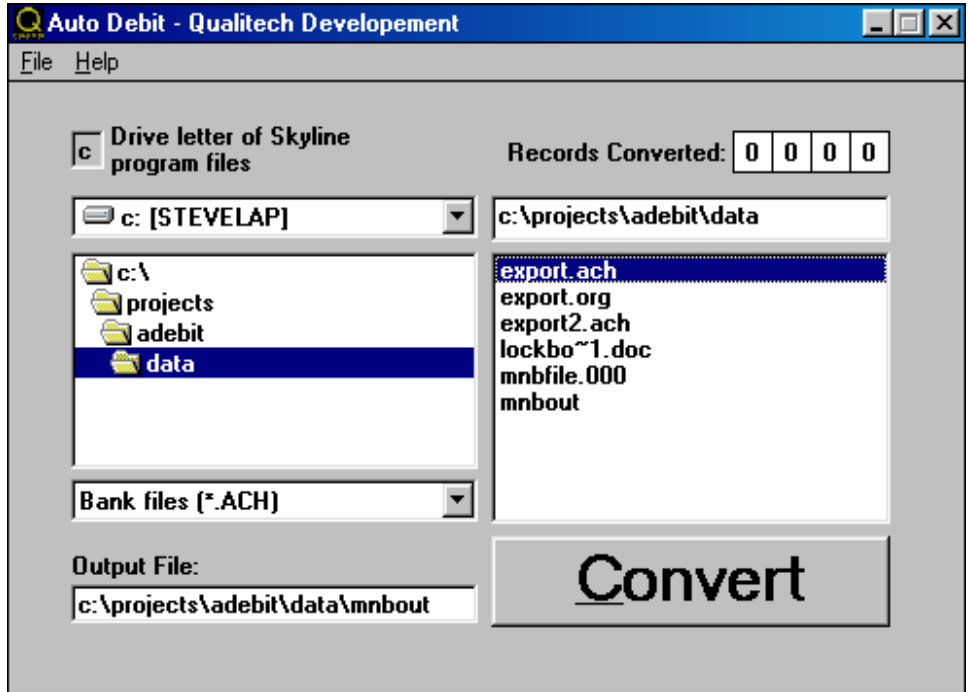 Auto Debit - Qualitech Developement
File Help
c
Drive letter of Skyline
program files
Records Converted: 0 0 0 0
c: [STEVELAP]
c:\projects\adebit\data
c:\
projects
adebit
data
export.ach
export.org
export2.ach
lockbo~1.doc
mnbfile.000
mnbout
Bank files (*.ACH)
Output File:
c:\projects\adebit\data\mnbout
Convert